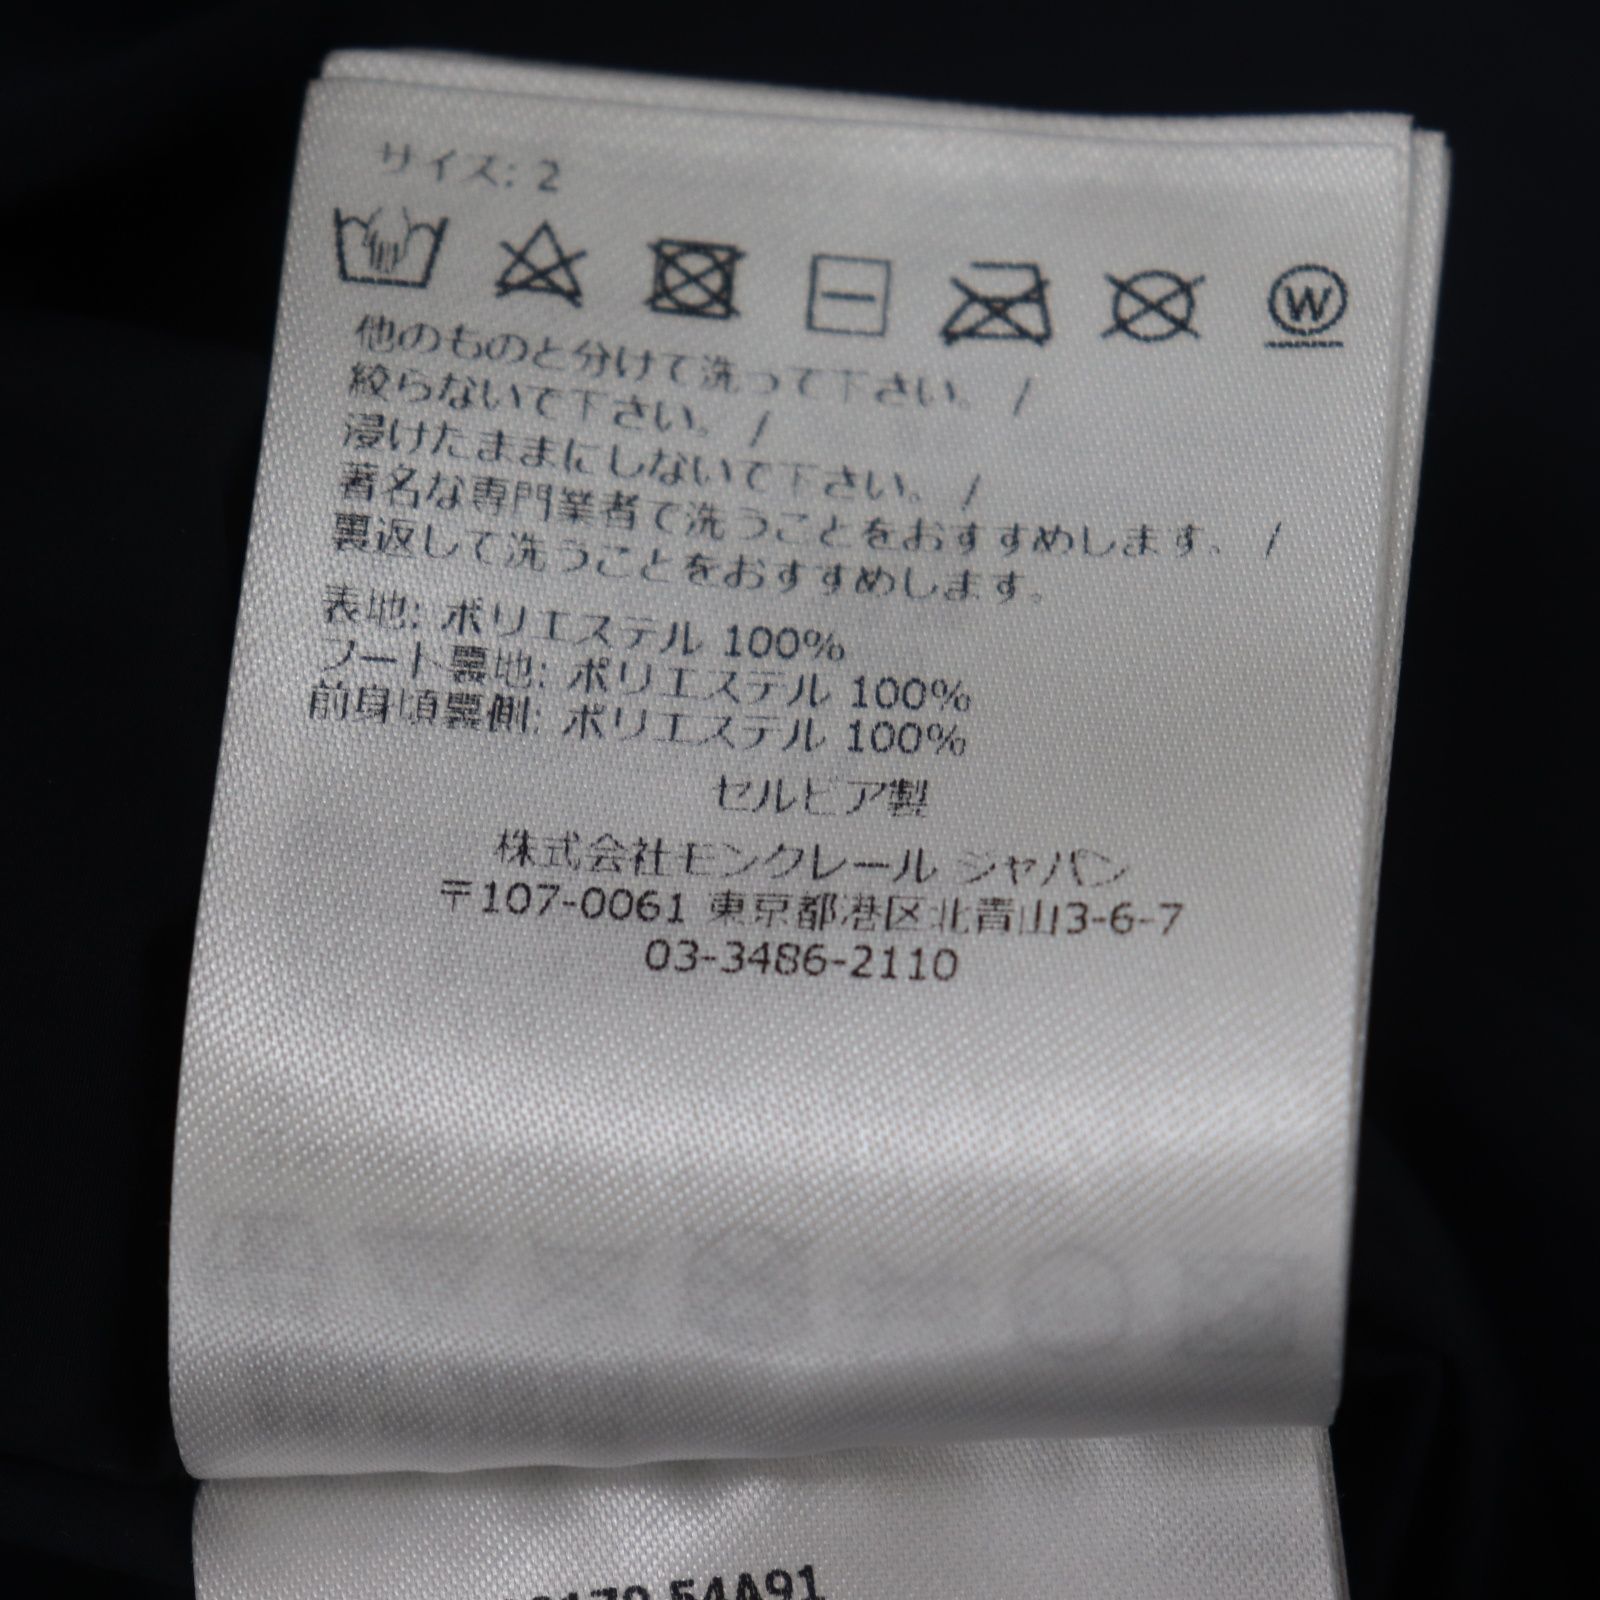 サイズ: 2
W
他のものと分けて洗って下さい。 /
絞らないで下さい。 /
浸けたままにしないで下さい。 /
著名な専門業者で洗うことをおすすめします。 /
裏返して洗うことをおすすめします。
表地: ポリエステル 100%
フート裏地: ポリエステル 100%
前身頃裏側: ポリエステル 100%
セルビア製
株式会社モンクレール ジャパン
〒107-0061 東京都港区北青山3-6-7
03-3486-2110
54A91